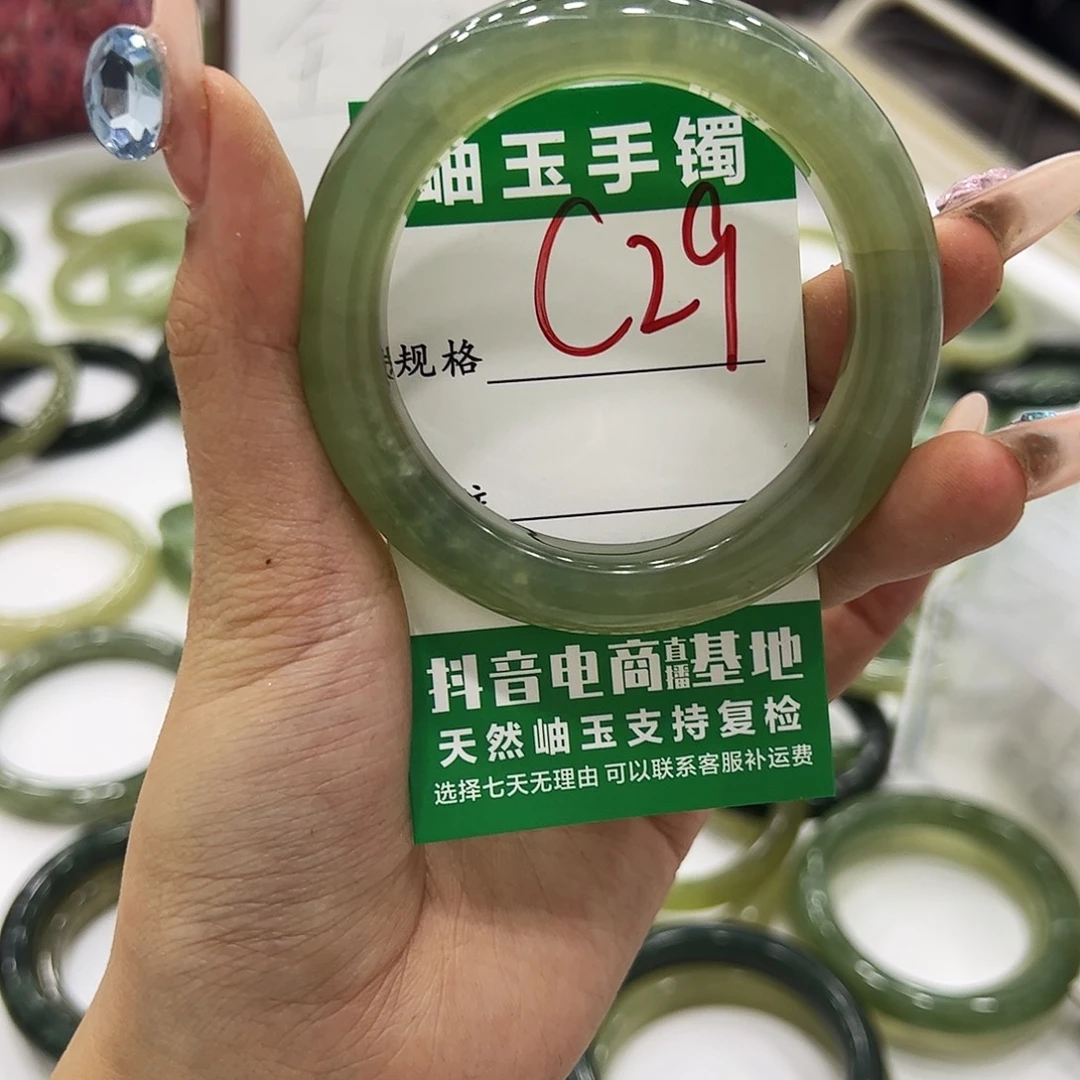 岫玉手镯
C29
规格
抖音电商直播基地
天然岫玉支持复检
选择七天无理由 可以联系客服补运费